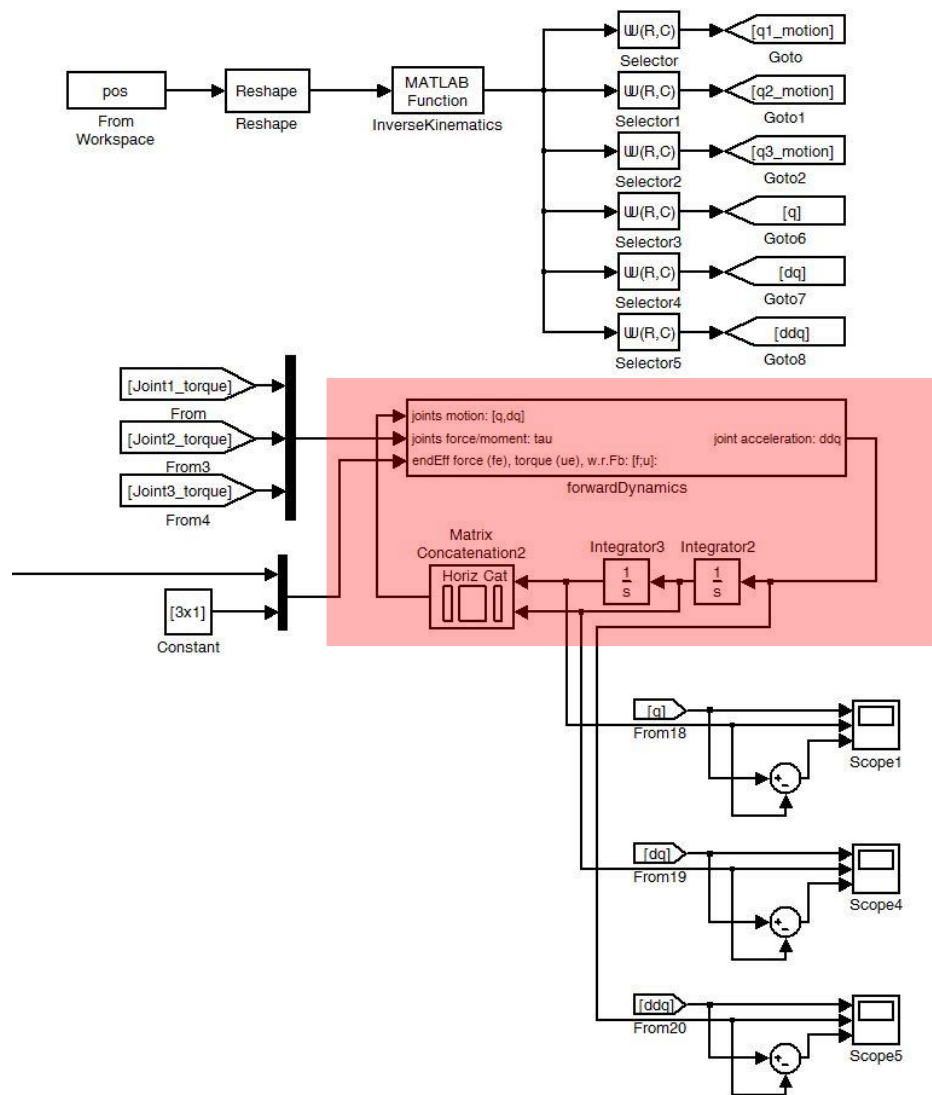 pos
From
Workspace
Reshape
Reshape
MATLAB
Function
InverseKinematics
U(R,C)
Selector
[q1_motion]
Goto
U(R,C)
Selector1
[q2_motion]
Goto1
U(R,C)
Selector2
[q3_motion]
Goto2
U(R,C)
Selector3
[q]
Goto6
U(R,C)
Selector4
[dq]
Goto7
U(R,C)
Selector5
[ddq]
Goto8
[Joint1_torque]
From
[Joint2_torque]
From3
[Joint3_torque]
From4
joints motion: [q,dq]
joints force/moment: tau
joint acceleration: ddq
endEff force (fe), torque (ue), w.r.Fb: [f;u]:
forwardDynamics
Matrix
Concatenation2
Horiz Cat
Integrator3
1
s
Integrator2
1
s
[3x1]
Constant
[q]
From18
Scope1
[dq]
From19
Scope4
[ddq]
From20
Scope5